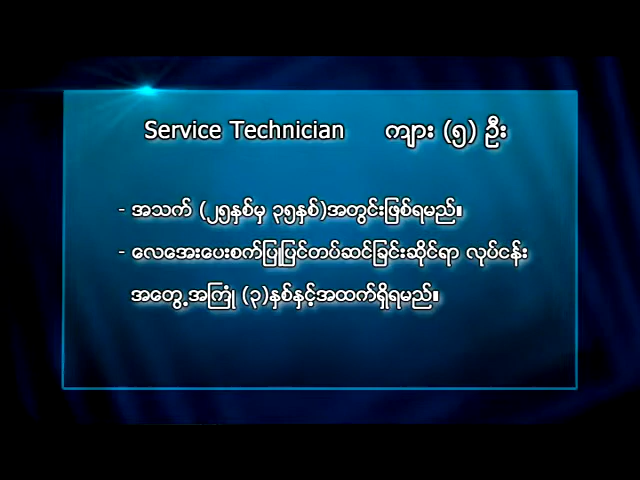 Service Technician ကျား (၅) ဦး
- အသက် (၂၅နှစ်မှ ၃၅နှစ်)အတွင်းဖြစ်ရမည်။
- လေအေးပေးစက်ပြုပြင်တပ်ဆင်ခြင်းဆိုင်ရာ လုပ်ငန်း
အတွေ့အကြုံ (၃)နှစ်နှင့်အထက်ရှိရမည်။